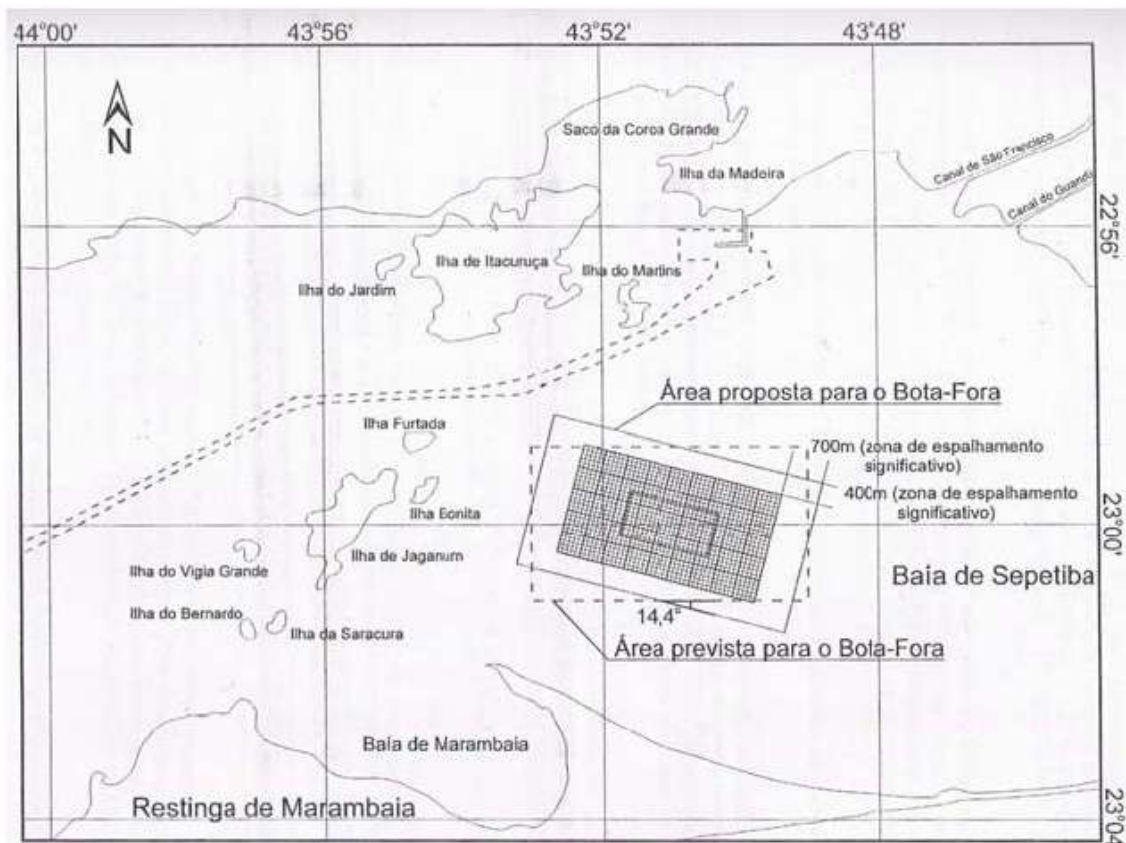 44°00' 43°56' 43°52' 43°48'
N
Saco da Coroa Grande
Canal de São Francisco
Ilha da Madeira
Canal do Guandu
22°56'
Ilha de Itacuruça
Ilha do Martins
Ilha do Jardim
Área proposta para o Bota-Fora
Ilha Furtada
700m (zona de espalhamento
significativo)
400m (zona de espalhamento
significativo)
Ilha Bonita
23°00'
Ilha de Jaganum
Ilha do Vigia Grande
Baía de Sepetiba
Ilha do Bernardo
14,4°
Ilha da Saracura
Área prevista para o Bota-Fora
Baía de Marambaia
Restinga de Marambaia
23°04'